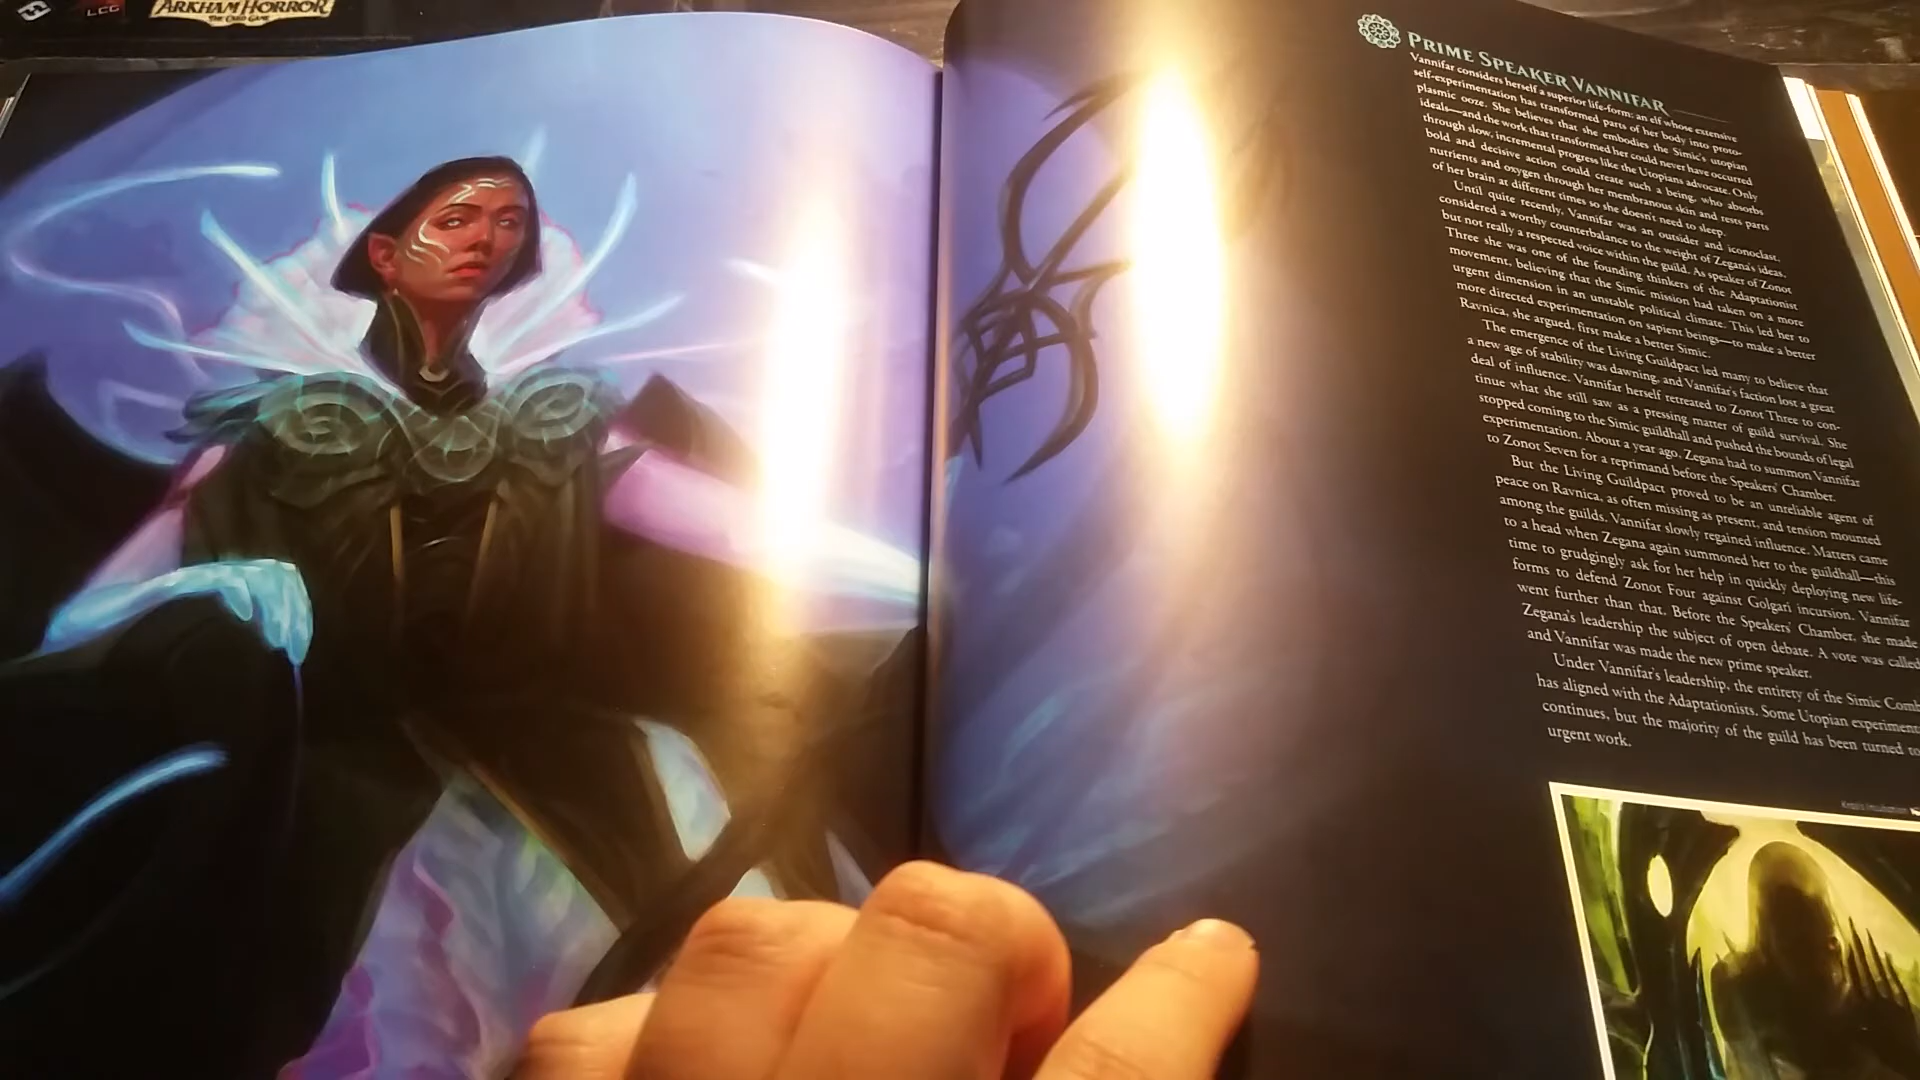 LCG
ARKHAM HORROR
THE CARD GAME
PRIME SPEAKER VANNIFAR
Vannifar considers herself a superior life-form: an elf whose extensive
self-experimentation has transformed parts of her body into proto-
plasmic ooze. She believes that she embodies the Simic's utopian
ideals—and the work that transformed her could never have occurred
through slow, incremental progress like the Utopians advocate. Only
bold and decisive action could create such a being, who absorbs
nutrients and oxygen through her membranous skin and rests parts
of her brain at different times so she doesn't need to sleep.
Until quite recently, Vannifar was an outsider and iconoclast,
considered a worthy counterbalance to the weight of Zegana's ideas,
but not really a respected voice within the guild. As speaker of Zonot
Three she was one of the founding thinkers of the Adaptationist
movement, believing that the Simic mission had taken on a more
urgent dimension in an unstable political climate. This led her to
more directed experimentation on sapient beings—to make a better
Ravnica, she argued, first make a better Simic.
The emergence of the Living Guildpact led many to believe that
a new age of stability was dawning, and Vannifar's faction lost a great
deal of influence. Vannifar herself retreated to Zonot Three to con-
tinue what she still saw as a pressing matter of guild survival. She
stopped coming to the Simic guildhall and pushed the bounds of legal
experimentation. About a year ago, Zegana had to summon Vannifar
to Zonot Seven for a reprimand before the Speakers' Chamber.
But the Living Guildpact proved to be an unreliable agent of
peace on Ravnica, as often missing as present, and tension mounted
among the guilds. Vannifar slowly regained influence. Matters came
to a head when Zegana again summoned her to the guildhall—this
time to grudgingly ask for her help in quickly deploying new life-
forms to defend Zonot Four against Golgari incursion. Vannifar
went further than that. Before the Speakers' Chamber, she made
Zegana's leadership the subject of open debate. A vote was called
and Vannifar was made the new prime speaker.
Under Vannifar's leadership, the entirety of the Simic Comb
has aligned with the Adaptationists. Some Utopian experiment
continues, but the majority of the guild has been turned to
urgent work.